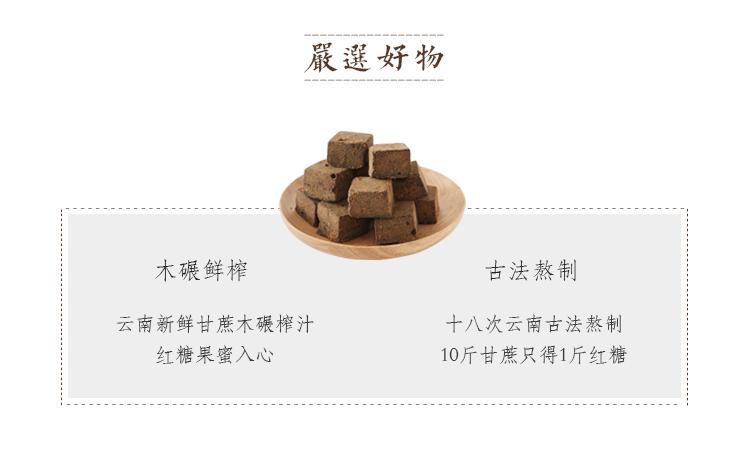 嚴選好物
木碾鲜榨
云南新鲜甘蔗木碾榨汁
红糖果蜜入心
古法熬制
十八次云南古法熬制
10斤甘蔗只得1斤红糖